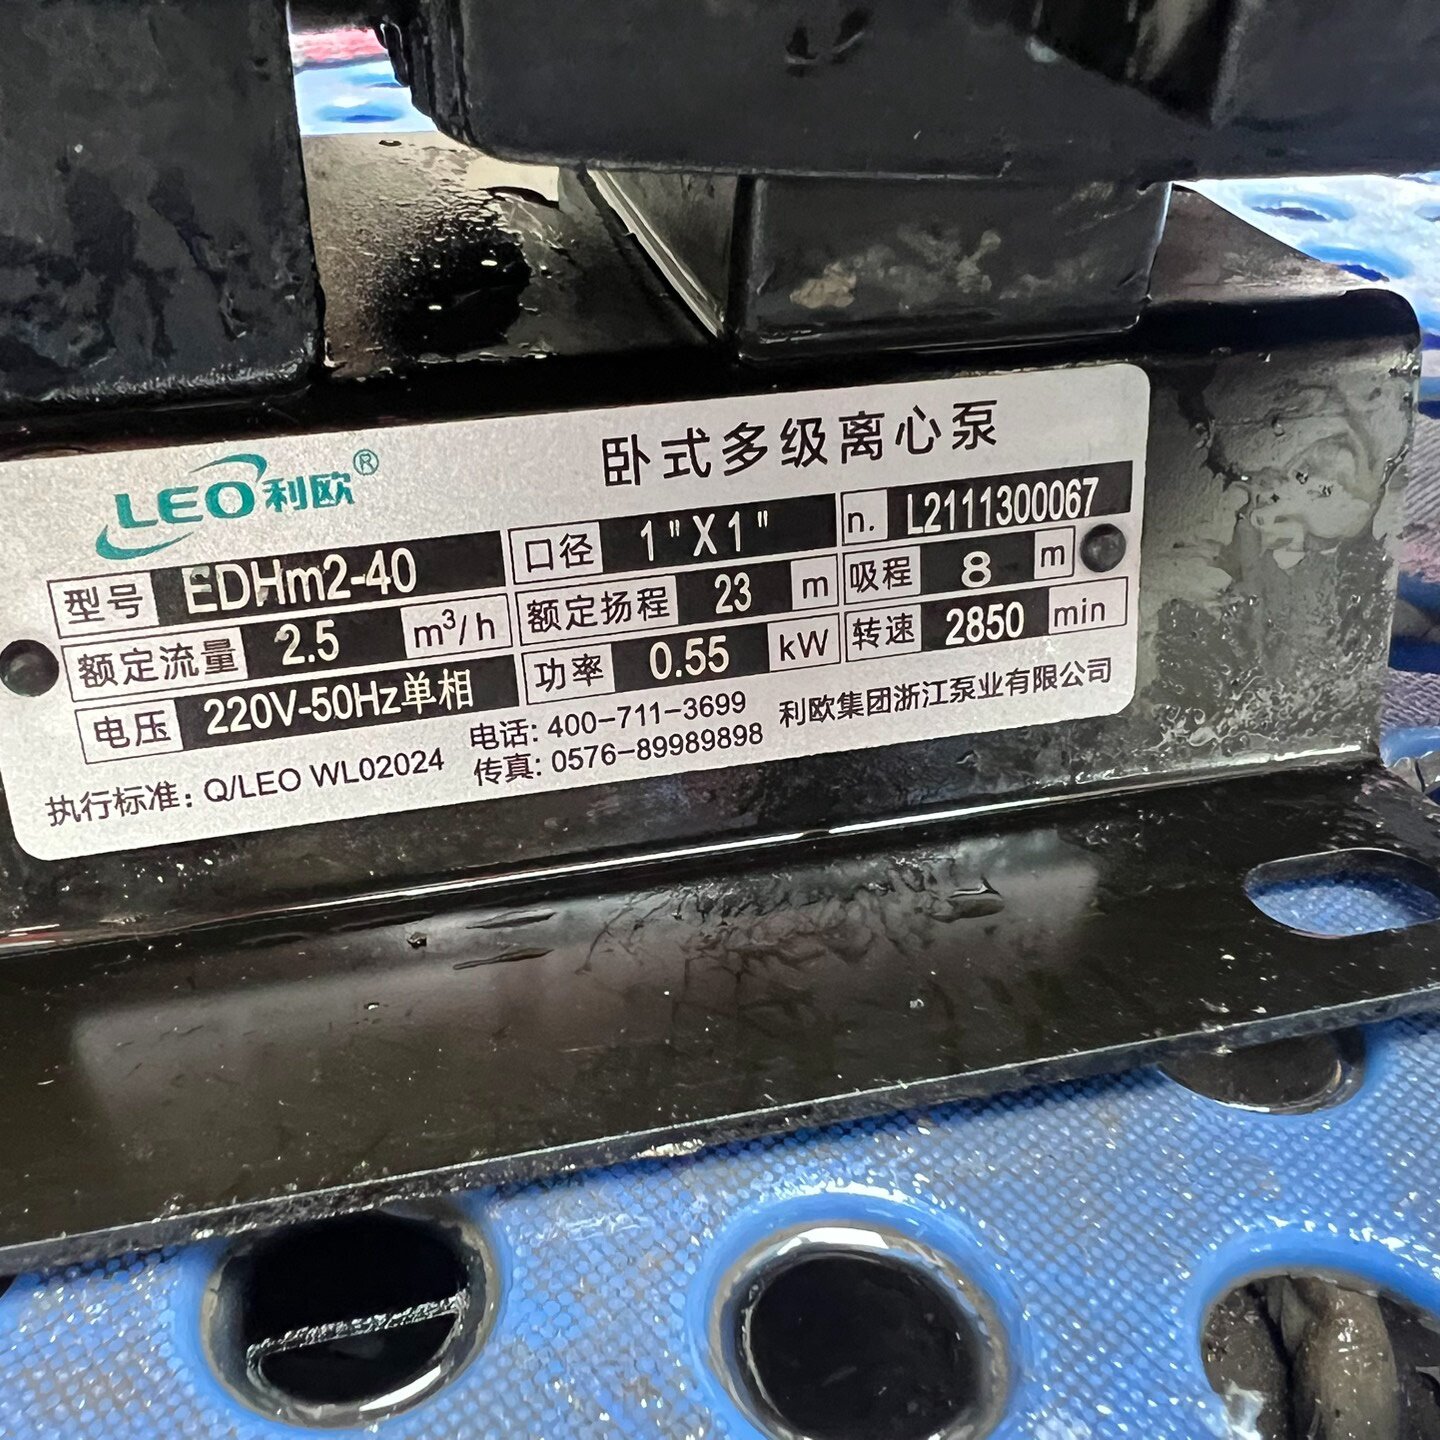 LEO利欧®
卧式多级离心泵
型号 EDHm2-40 口径 1"X1" n. L2111300067
额定流量 2.5 m³/h 额定扬程 23 m 吸程 8 m
电压 220V-50Hz单相 功率 0.55 kW 转速 2850 min
执行标准: Q/LEO WL02024 电话: 400-711-3699 利欧集团浙江泵业有限公司
传真: 0576-89989898